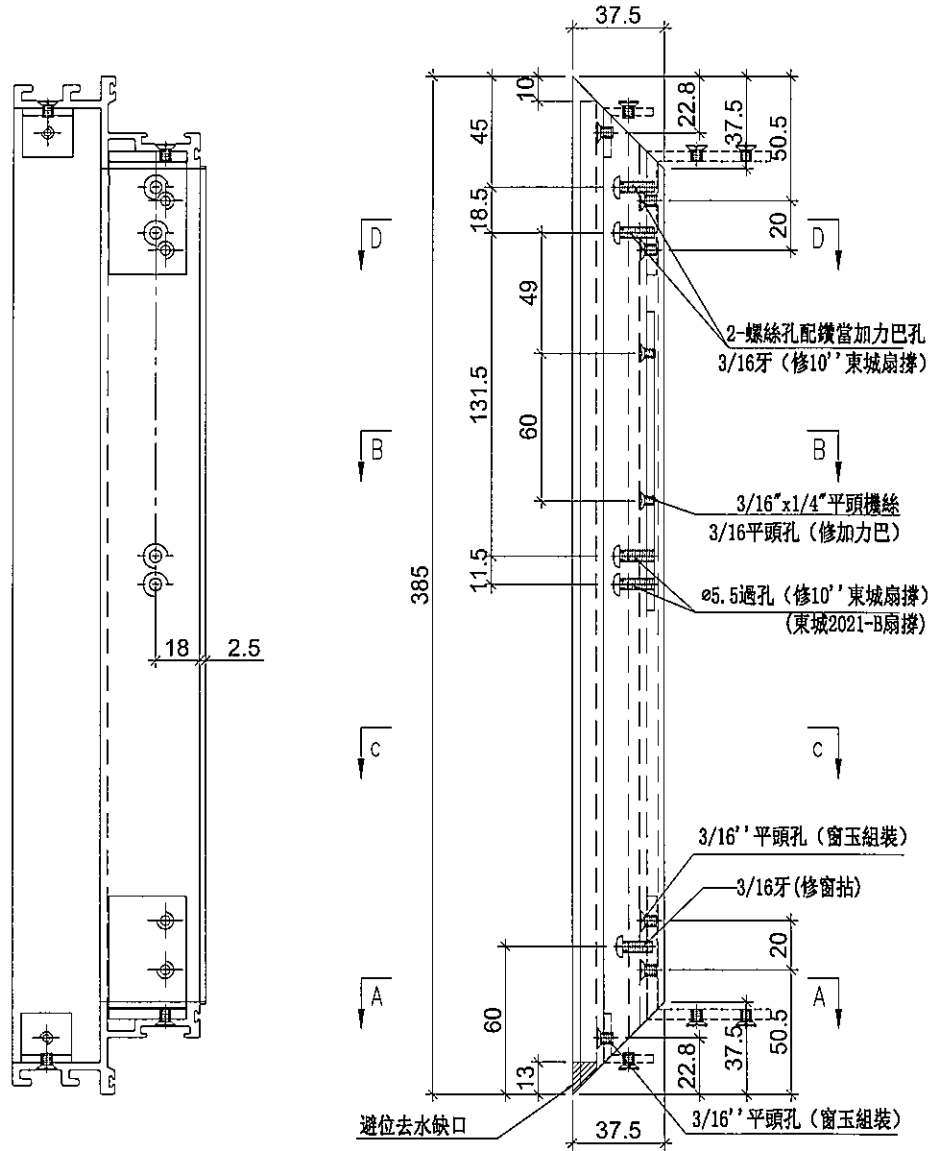 37.5
10
45
22.8
37.5
50.5
18.5
20
D
D
49
2-螺絲孔配鑽當加力巴孔
3/16牙（修10''東城扇撐）
131.5
60
B
B
3/16"x1/4"平頭機絲
3/16平頭孔（修加力巴）
385
11.5
ø5.5過孔（修10''東城扇撐）
(東城2021-B扇撐)
18
2.5
C
C
3/16''平頭孔（窗玉組裝）
3/16牙(修窗拈)
20
A
A
60
50.5
37.5
22.8
13
避位去水缺口
37.5
3/16''平頭孔（窗玉組裝）